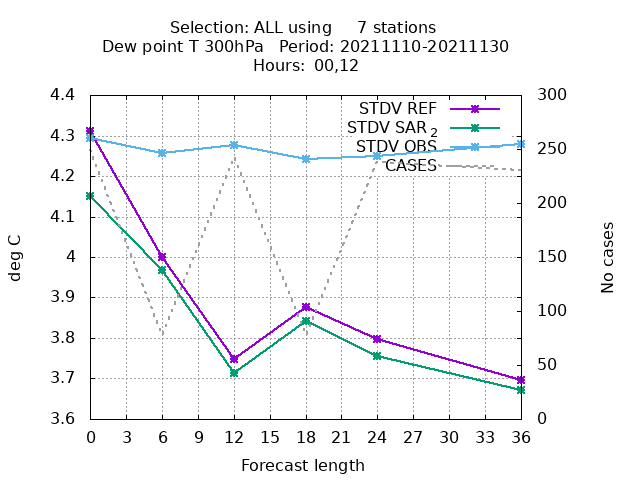 Selection: ALL using 7 stations
Dew point T 300hPa Period: 20211110-20211130
Hours: 00,12
STDV REF
STDV SAR 2
STDV OBS
CASES
4.4
4.3
4.2
4.1
4
3.9
3.8
3.7
3.6
deg C
300
250
200
150
100
50
0
No cases
0 3 6 9 12 15 18 21 24 27 30 33 36
Forecast length